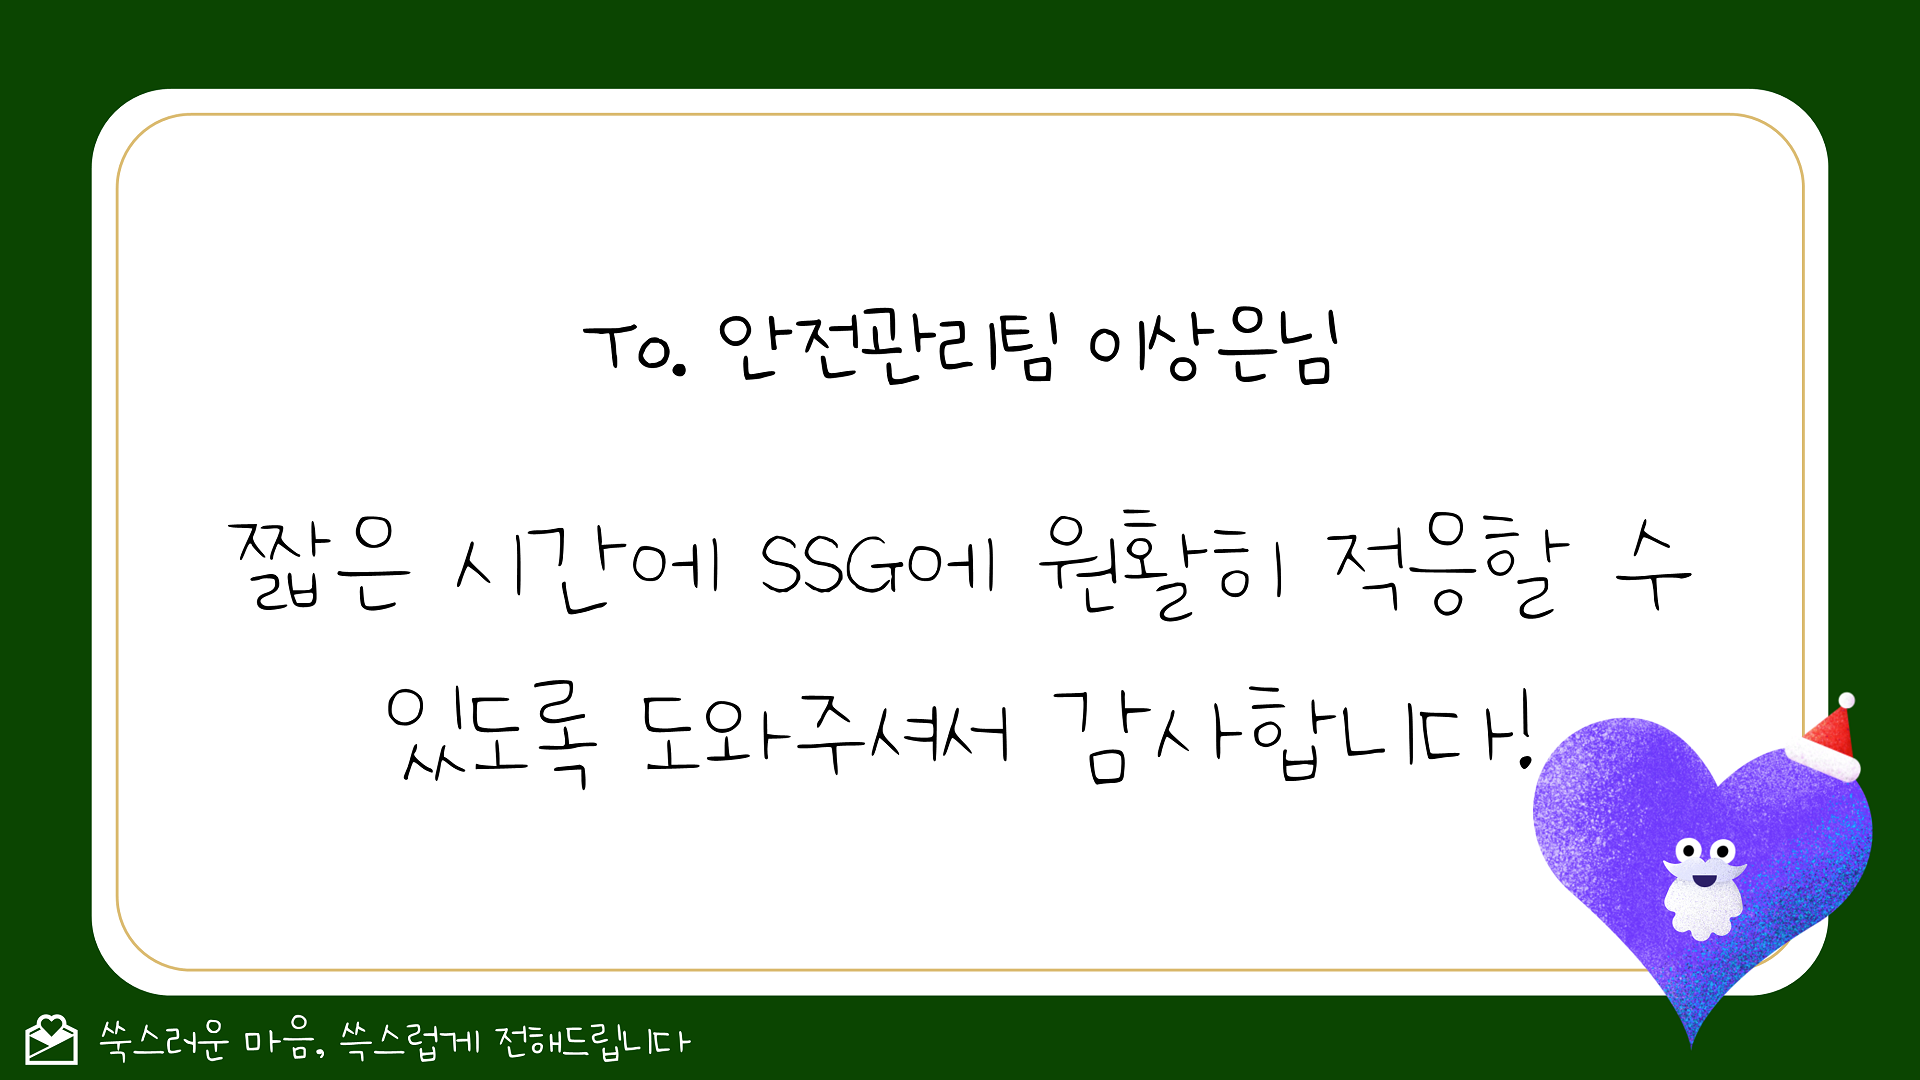 To. 안전관리팀 이상은님
짧은 시간에 SSG에 원활히 적응할 수
있도록 도와주셔서 감사합니다!
쑥스러운 마음, 쓱스럽게 전해드립니다